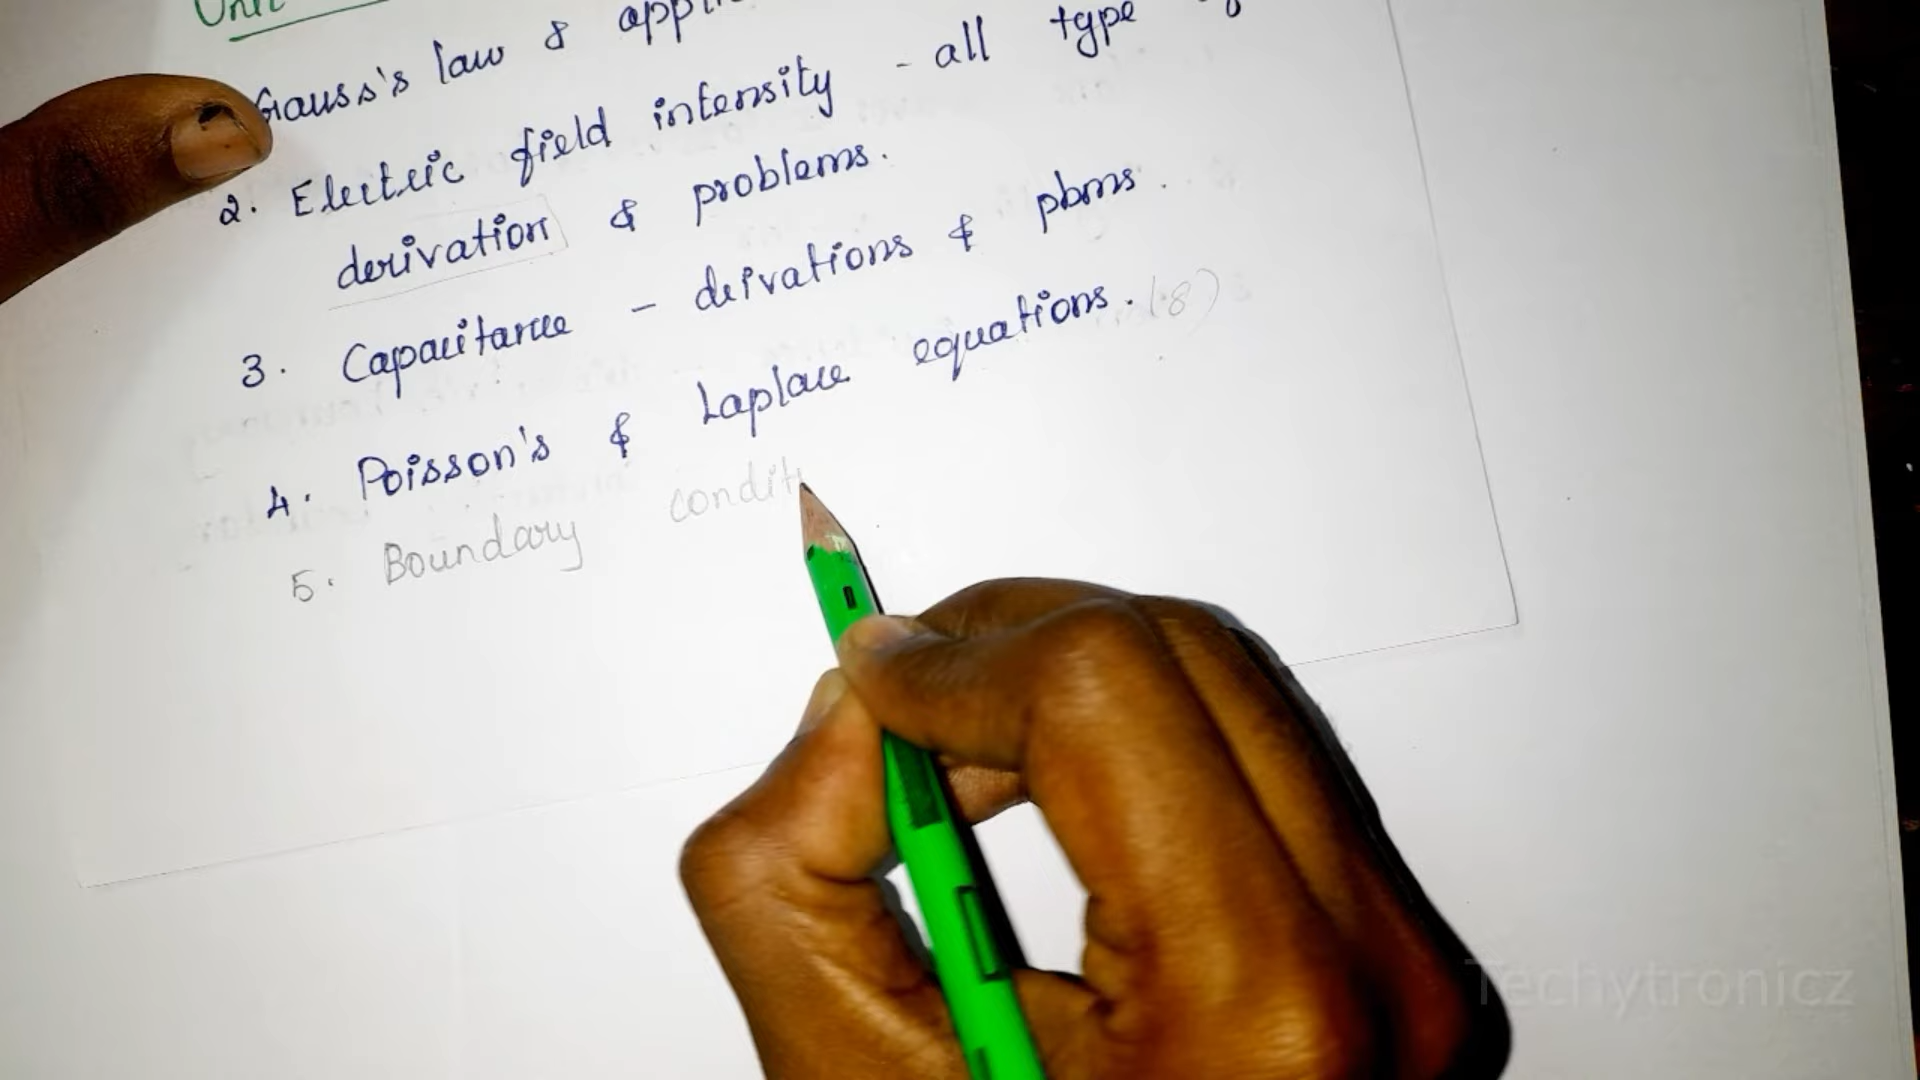 Unit
Gauss's law &
2. Electric field intensity - all type
derivation & problems.
3. Capacitance - derivations & pbms.
4. Poisson's & Laplace equations. (8)
5. Boundary condit
Techytronicz